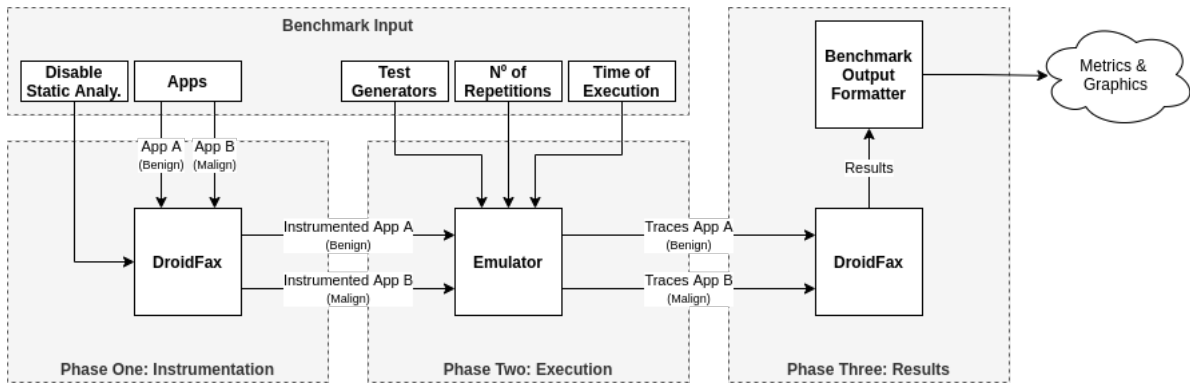 Benchmark Input
Disable
Static Analy.
Apps
Test
Generators
Nº of
Repetitions
Time of
Execution
App A
(Benign)
App B
(Malign)
DroidFax
Instrumented App A
(Benign)
Instrumented App B
(Malign)
Phase One: Instrumentation
Emulator
Traces App A
(Benign)
Traces App B
(Malign)
Phase Two: Execution
Benchmark
Output
Formatter
Results
DroidFax
Phase Three: Results
Metrics &
Graphics